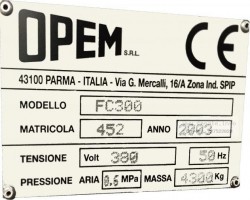 OPEM S.R.L. CE
43100 PARMA - ITALIA - Via G. Mercalli, 16/A Zona Ind. SPIP
MODELLO FC300
MATRICOLA 452 ANNO 2003
TENSIONE Volt 380 50 Hz
PRESSIONE ARIA 0,6 MPa MASSA 4300 Kg